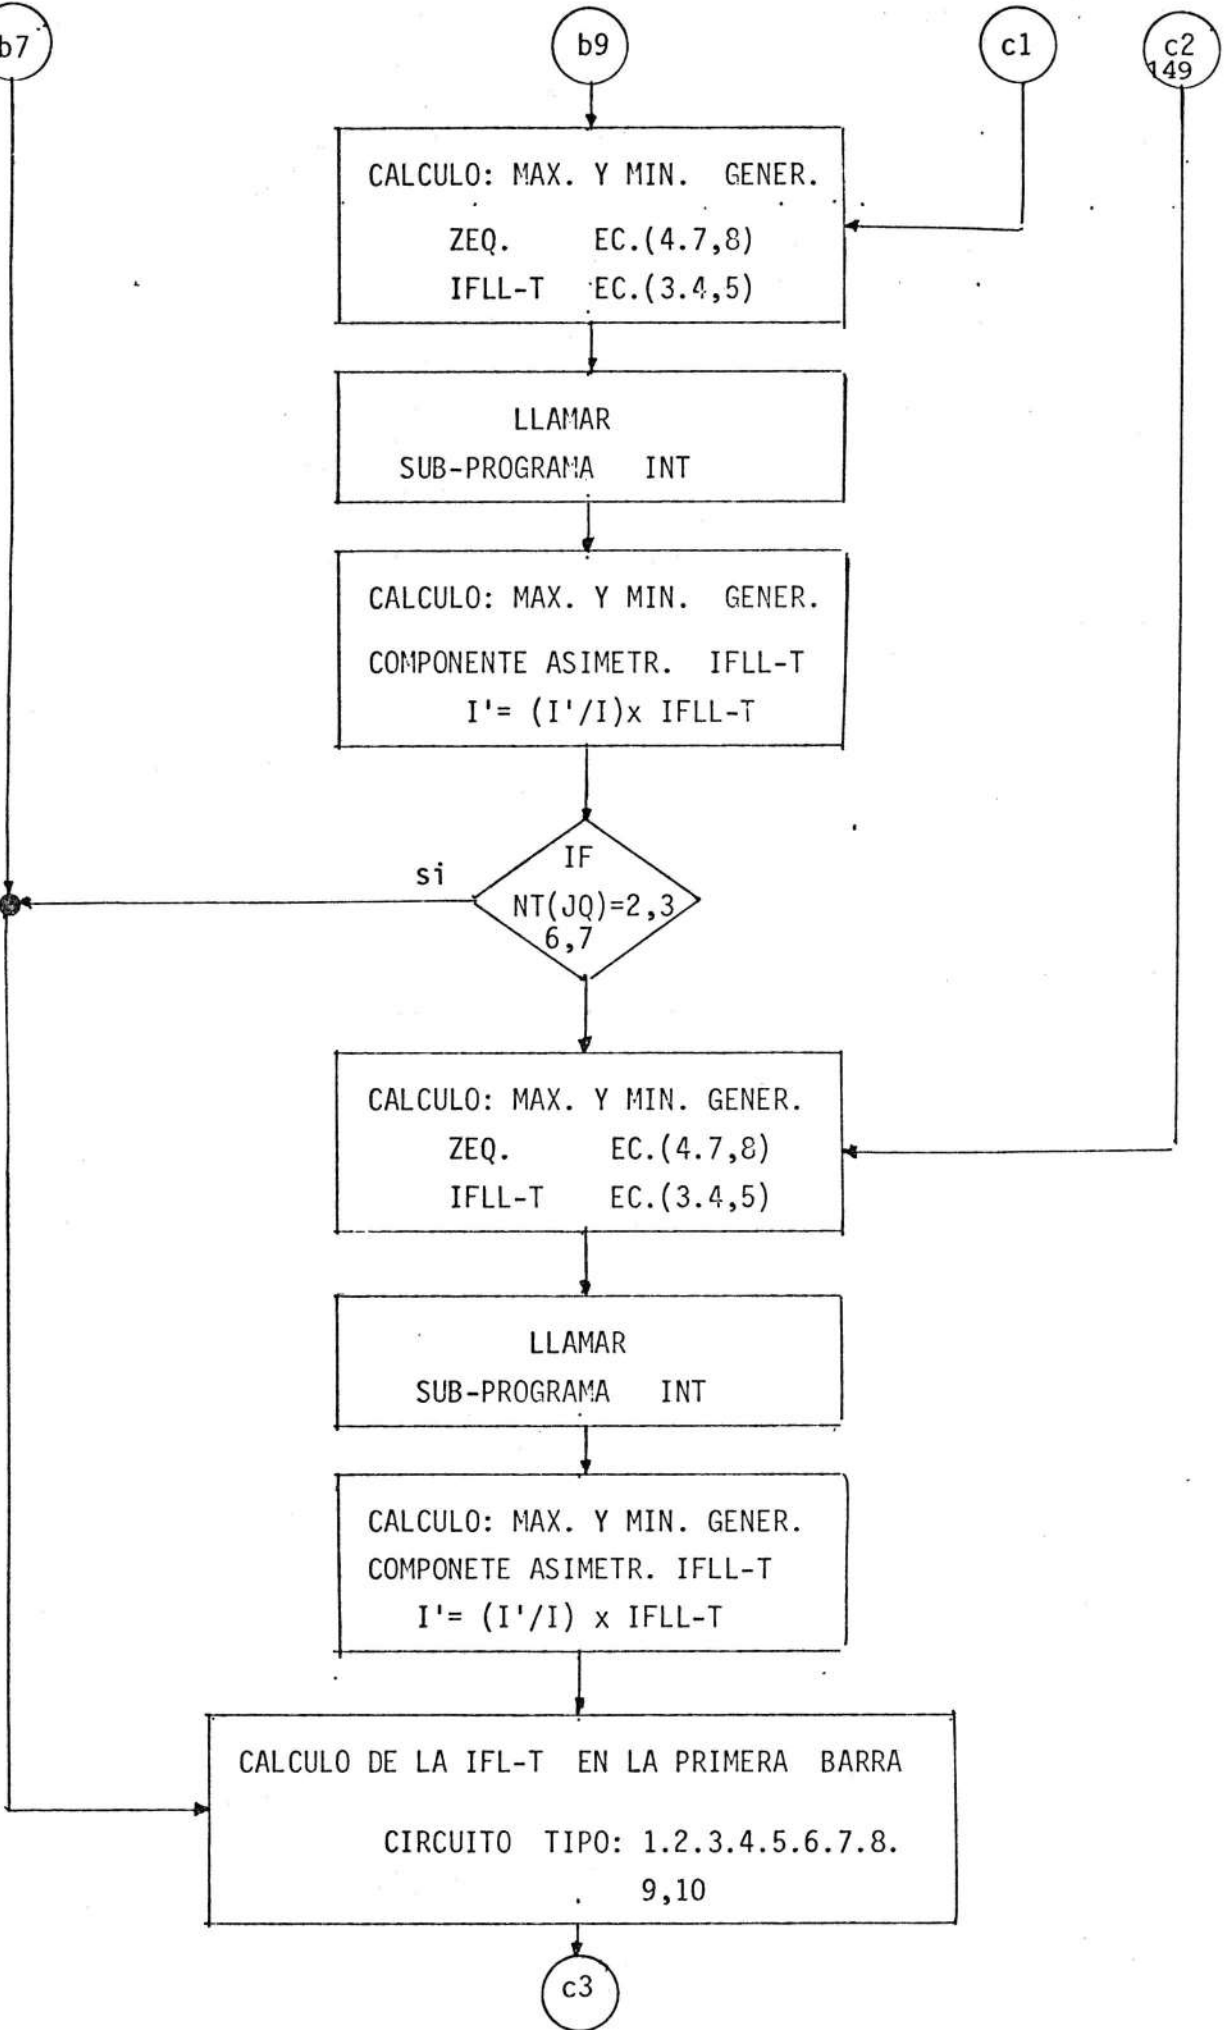 b7
b9
c1
c2
149
CALCULO: MAX. Y MIN. GENER.
ZEQ. EC.(4.7,8)
IFLL-T EC.(3.4,5)
LLAMAR
SUB-PROGRAMA INT
CALCULO: MAX. Y MIN. GENER.
COMPONENTE ASIMETR. IFLL-T
I'= (I'/I)x IFLL-T
IF
si
NT(JQ)=2,3
6,7
CALCULO: MAX. Y MIN. GENER.
ZEQ. EC.(4.7,8)
IFLL-T EC.(3.4,5)
LLAMAR
SUB-PROGRAMA INT
CALCULO: MAX. Y MIN. GENER.
COMPONETE ASIMETR. IFLL-T
I'= (I'/I) x IFLL-T
CALCULO DE LA IFL-T EN LA PRIMERA BARRA
CIRCUITO TIPO: 1.2.3.4.5.6.7.8.
9,10
c3